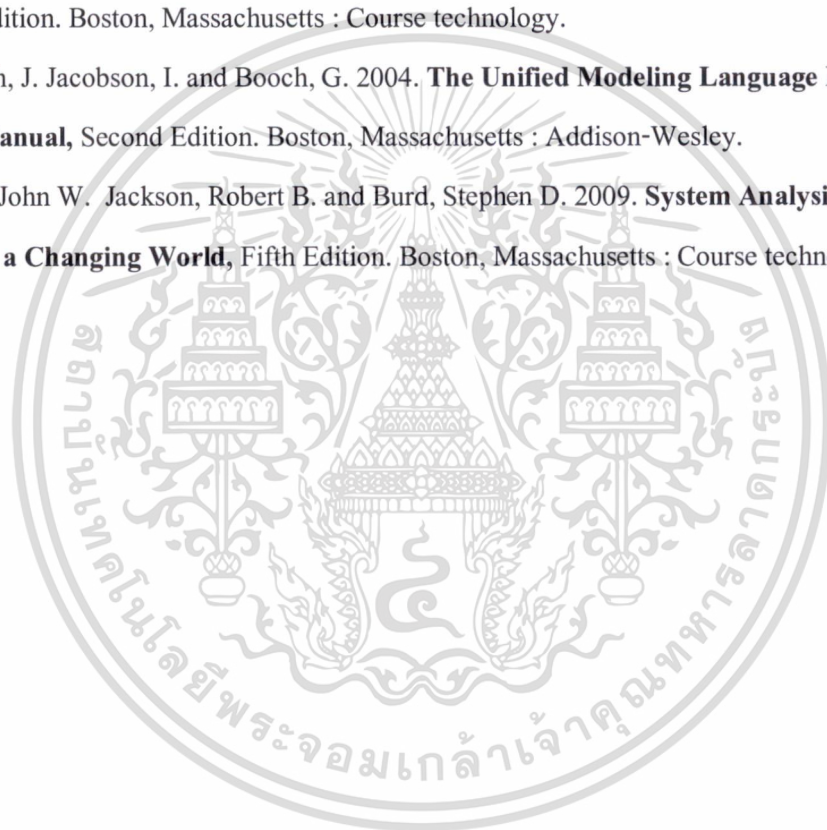 lition. Boston, Massachusetts : Course technology.
n, J. Jacobson, I. and Booch, G. 2004. The Unified Modeling Language
anual, Second Edition. Boston, Massachusetts : Addison-Wesley.
John W. Jackson, Robert B. and Burd, Stephen D. 2009. System Analysi
a Changing World, Fifth Edition. Boston, Massachusetts : Course techn
สถาบันเทคโนโลยีพระจอมเกล้าเจ้าคุณทหารลาดกระบัง
๔